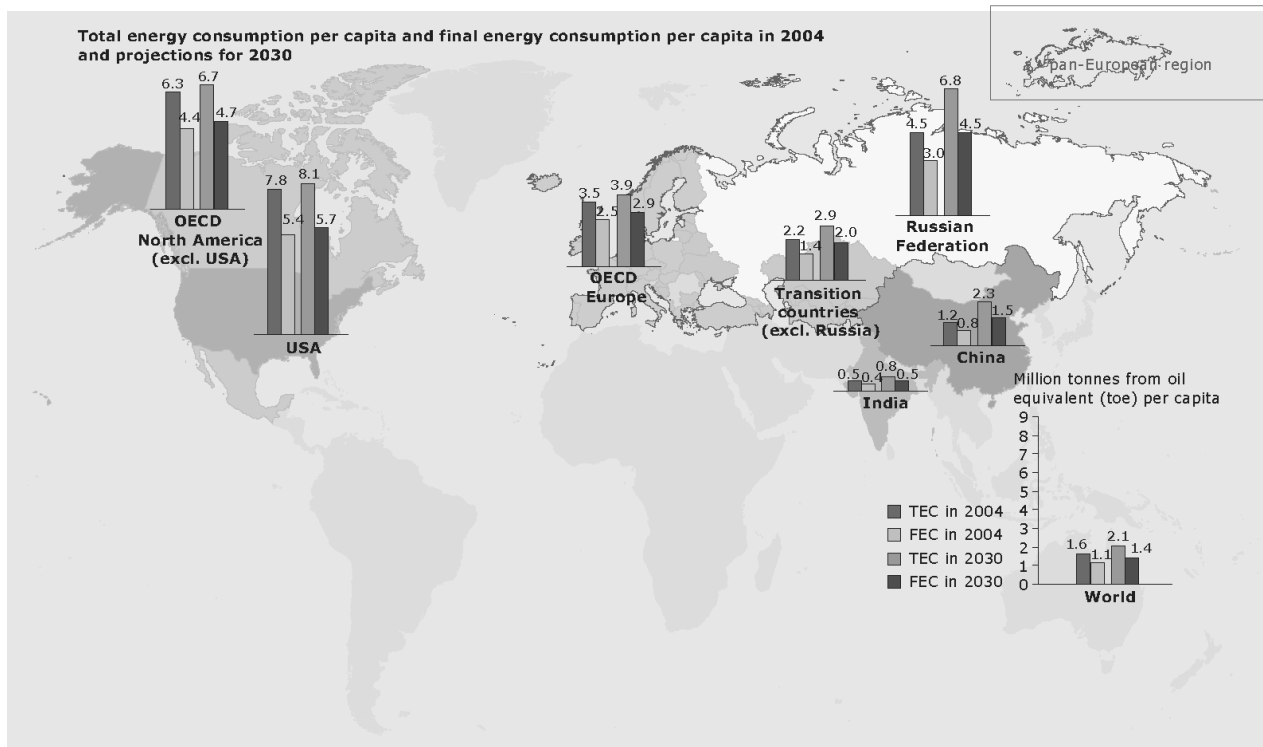 Total energy consumption per capita and final energy consumption per capita in 2004
and projections for 2030
pan-European region
6.3
4.4
6.7
4.7
OECD
North America
(excl. USA)
7.8
5.4
8.1
5.7
USA
3.5
2.5
3.9
2.9
OECD
Europe
2.2
1.4
2.9
2.0
Transition
countries
(excl. Russia)
4.5
3.0
6.8
4.5
Russian
Federation
1.2
0.8
2.3
1.5
China
0.5
0.4
0.8
0.5
India
Million tonnes from oil
equivalent (toe) per capita
9
8
7
6
5
4
3
2
1
0
TEC in 2004
FEC in 2004
TEC in 2030
FEC in 2030
1.6
1.1
2.1
1.4
World